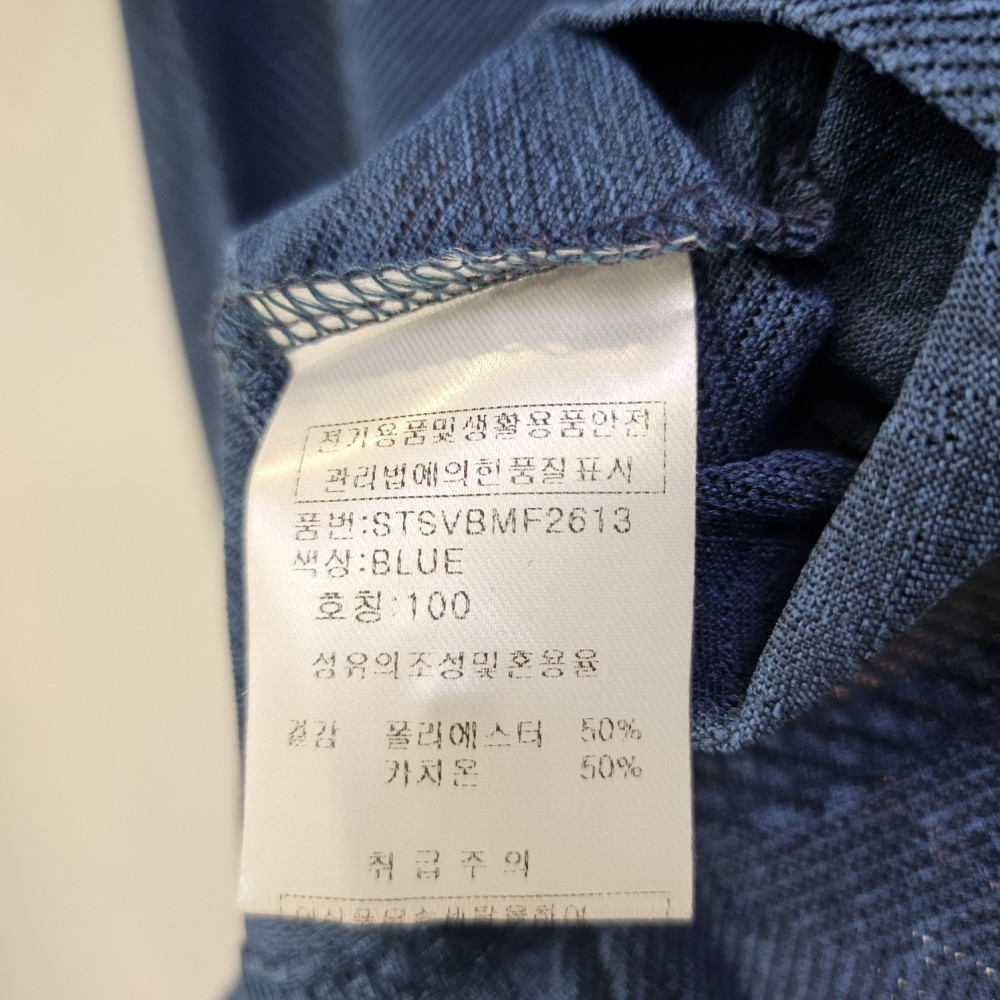 전기용품및생활용품안전
관리법에의한품질표시
품번:STSVBMF2613
색상:BLUE
호칭:100
섬유의조성및혼용율
겉감 폴리에스터 50%
카치온 50%
취급주의